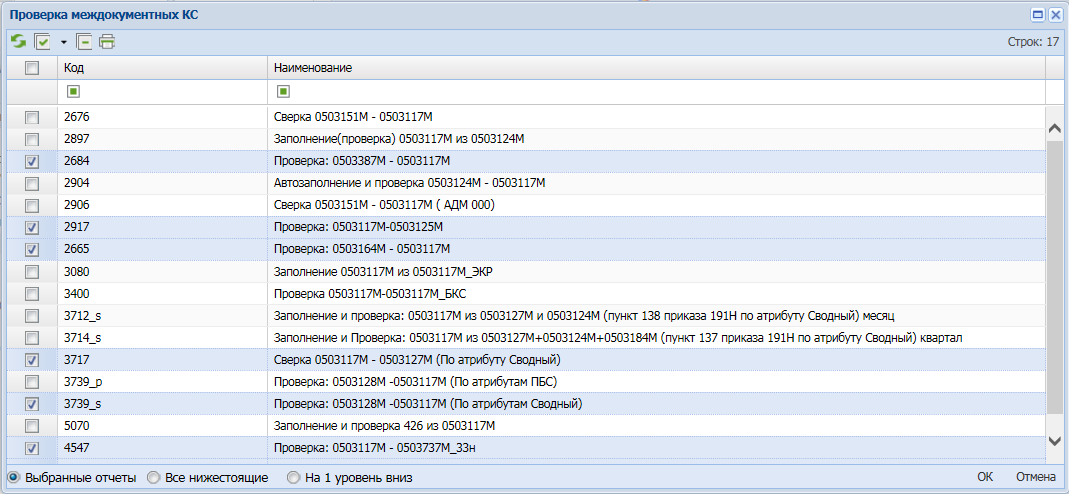 Проверка междокументных КС
Строк: 17
Код Наименование
2676 Сверка 0503151М - 0503117М
2897 Заполнение(проверка) 0503117М из 0503124М
2684 Проверка: 0503387М - 0503117М
2904 Автозаполнение и проверка 0503124М - 0503117М
2906 Сверка 0503151М - 0503117М ( АДМ 000)
2917 Проверка: 0503117М-0503125М
2665 Проверка: 0503164М - 0503117М
3080 Заполнение 0503117М из 0503117М_ЭКР
3400 Проверка 0503117М-0503117М_БКС
3712_s Заполнение и проверка: 0503117М из 0503127М и 0503124М (пункт 138 приказа 191Н по атрибуту Сводный) месяц
3714_s Заполнение и Проверка: 0503117М из 0503127М+0503124М+0503184М (пункт 137 приказа 191Н по атрибуту Сводный) квартал
3717 Сверка 0503117М - 0503127М (По атрибуту Сводный)
3739_р Проверка: 0503128М -0503117М (По атрибутам ПБС)
3739_s Проверка: 0503128М -0503117М (По атрибутам Сводный)
5070 Заполнение и проверка 426 из 0503117М
4547 Проверка: 0503117М - 0503737М_33н
Выбранные отчеты Все нижестоящие На 1 уровень вниз ОК Отмена